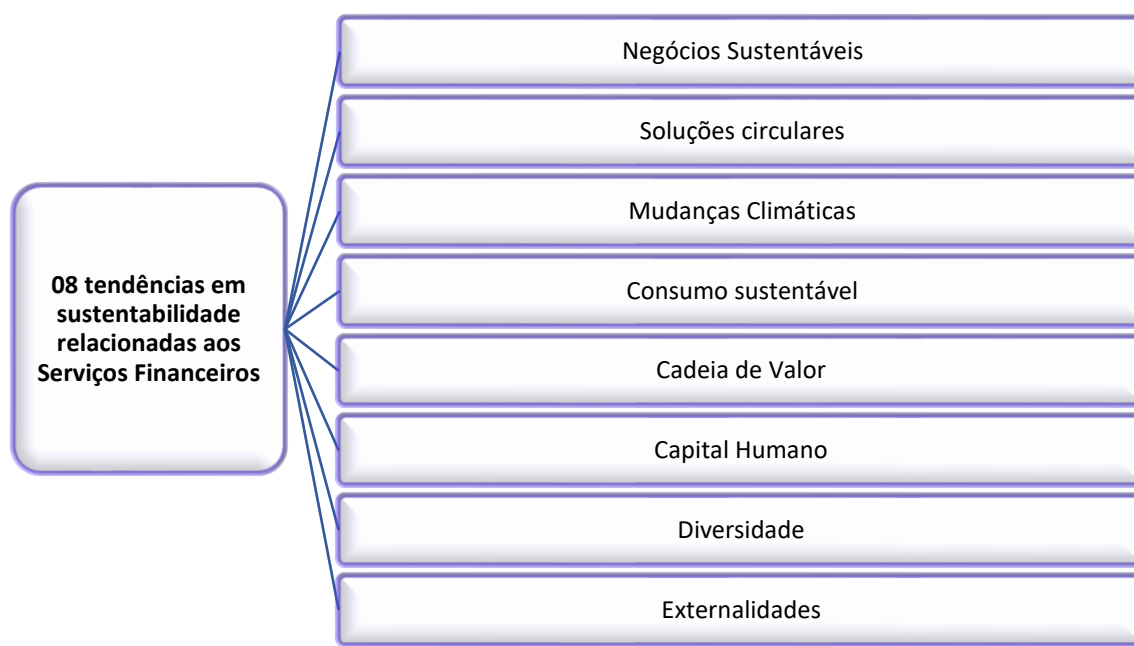 08 tendências em
sustentabilidade
relacionadas aos
Serviços Financeiros
Negócios Sustentáveis
Soluções circulares
Mudanças Climáticas
Consumo sustentável
Cadeia de Valor
Capital Humano
Diversidade
Externalidades